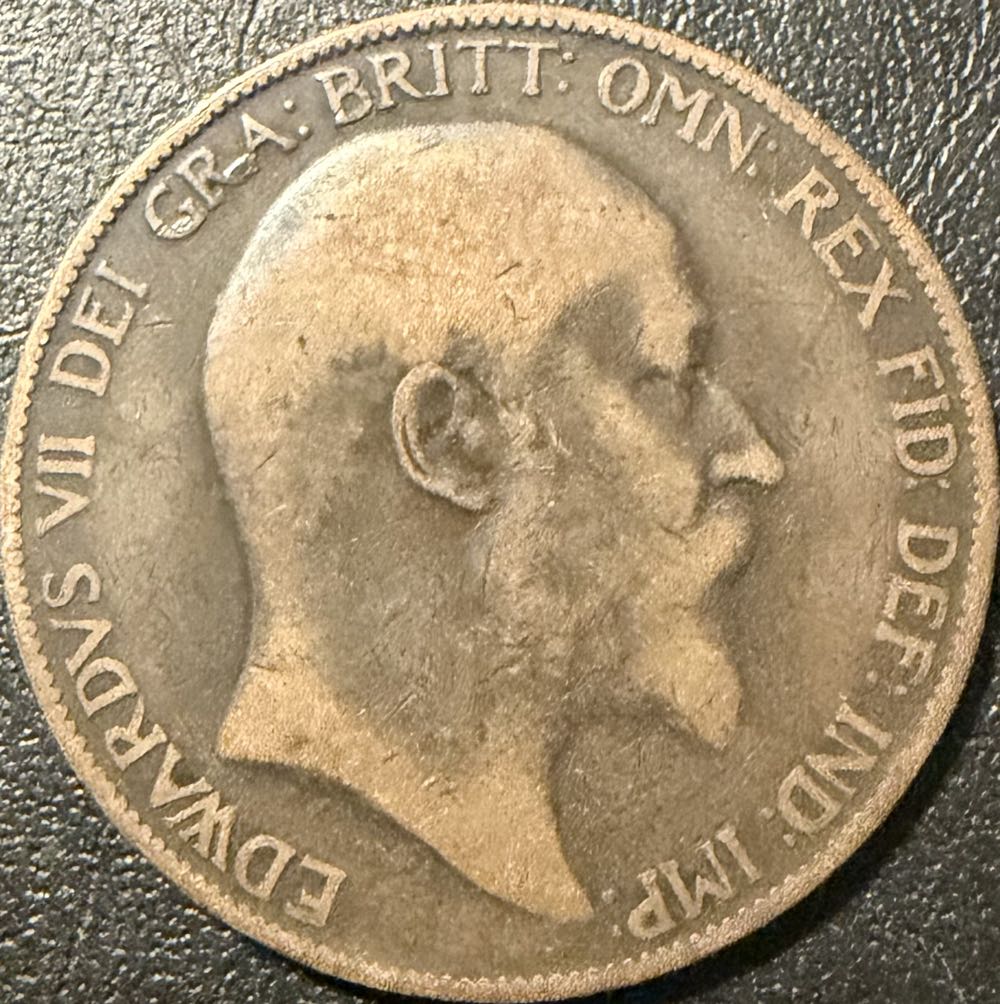 EDWARDVS VII DEI GRA: BRITT: OMN: REX FID: DEF: IND: IMP: